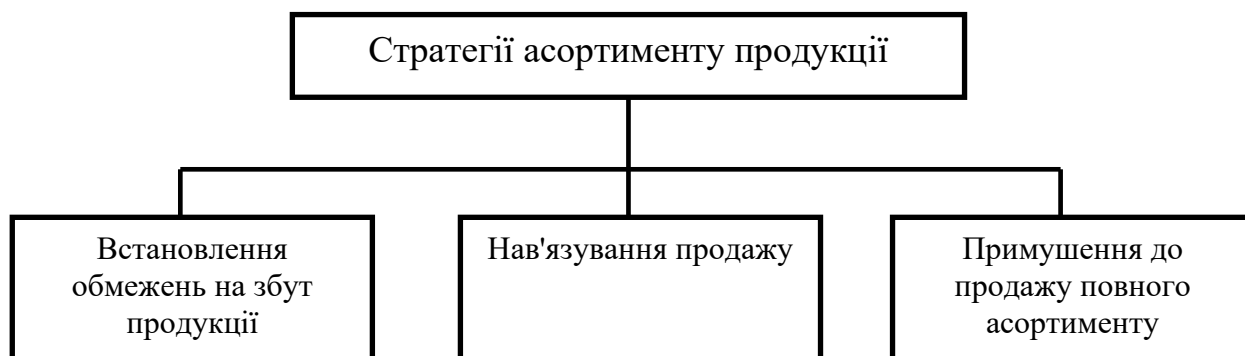 Стратегії асортименту продукції
Встановлення
обмежень на збут
продукції
Нав'язування продажу
Примушення до
продажу повного
асортименту